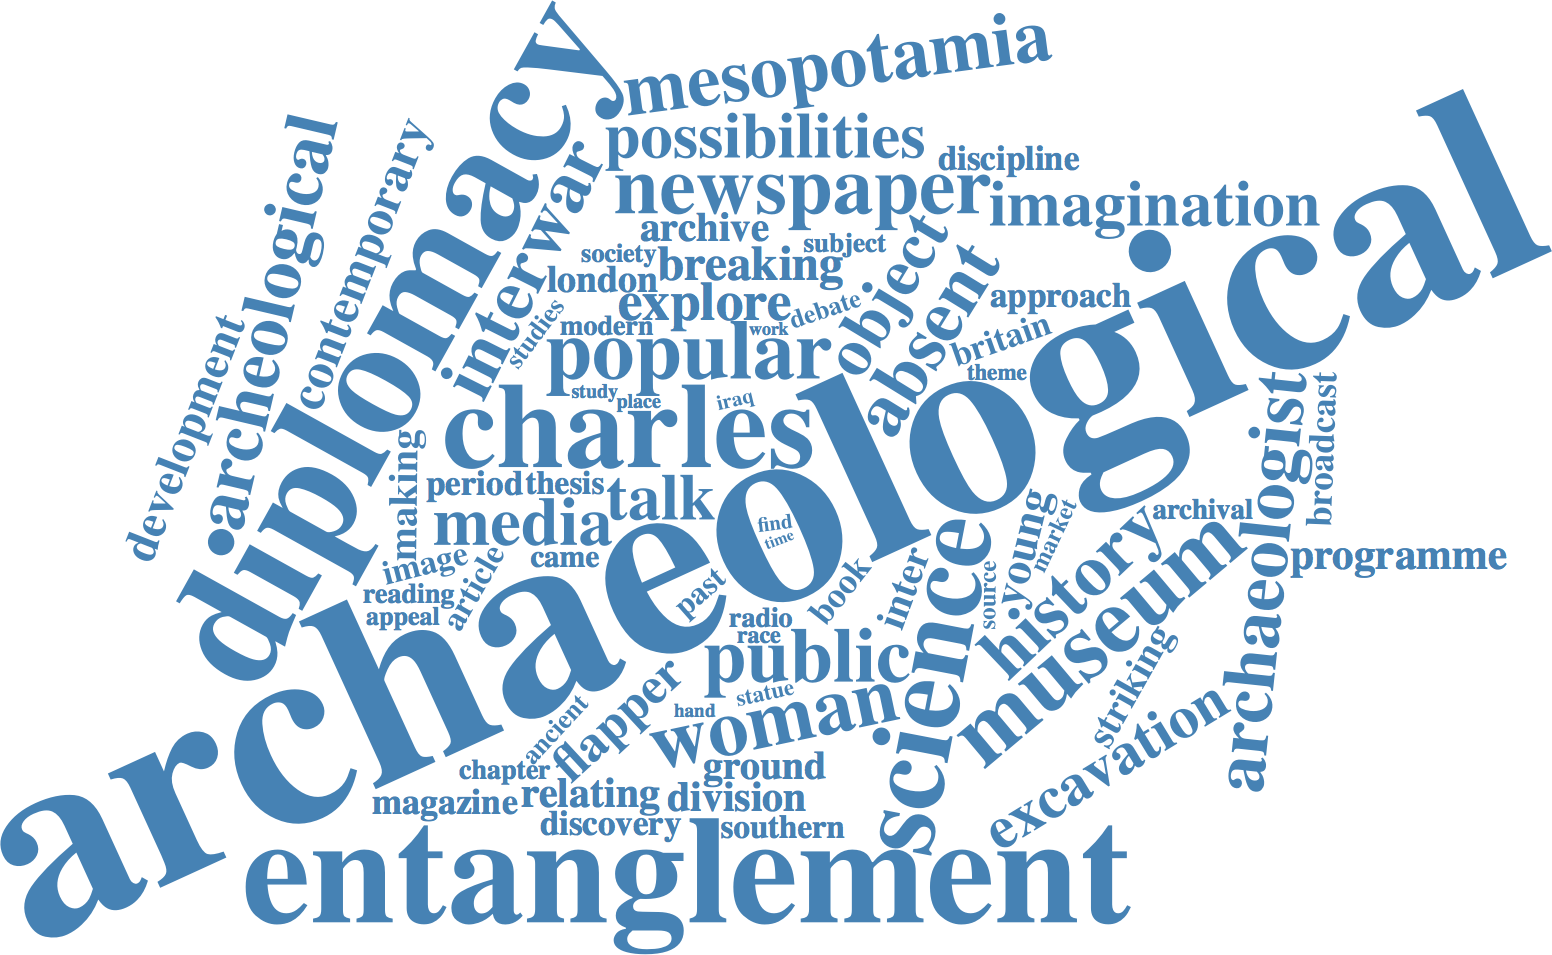 mesopotamia
diplomacy
possibilities
discipline
newspaper
imagination
archeological
contemporary
interwar
archive
subject
society
breaking
london
object
absent
explore
debate
approach
studies
modern
work
britain
popular
development
theme
study
place
iraq
charles
archaeological
making
period
thesis
talk
media
find
time
young
market
archival
archaeologist
broadcast
programme
came
image
article
reading
appeal
past
book
inter
science
source
history
museum
radio
race
public
striking
statue
hand
woman
flapper
ancient
excavation
chapter
ground
magazine
relating
division
discovery
southern
entanglement